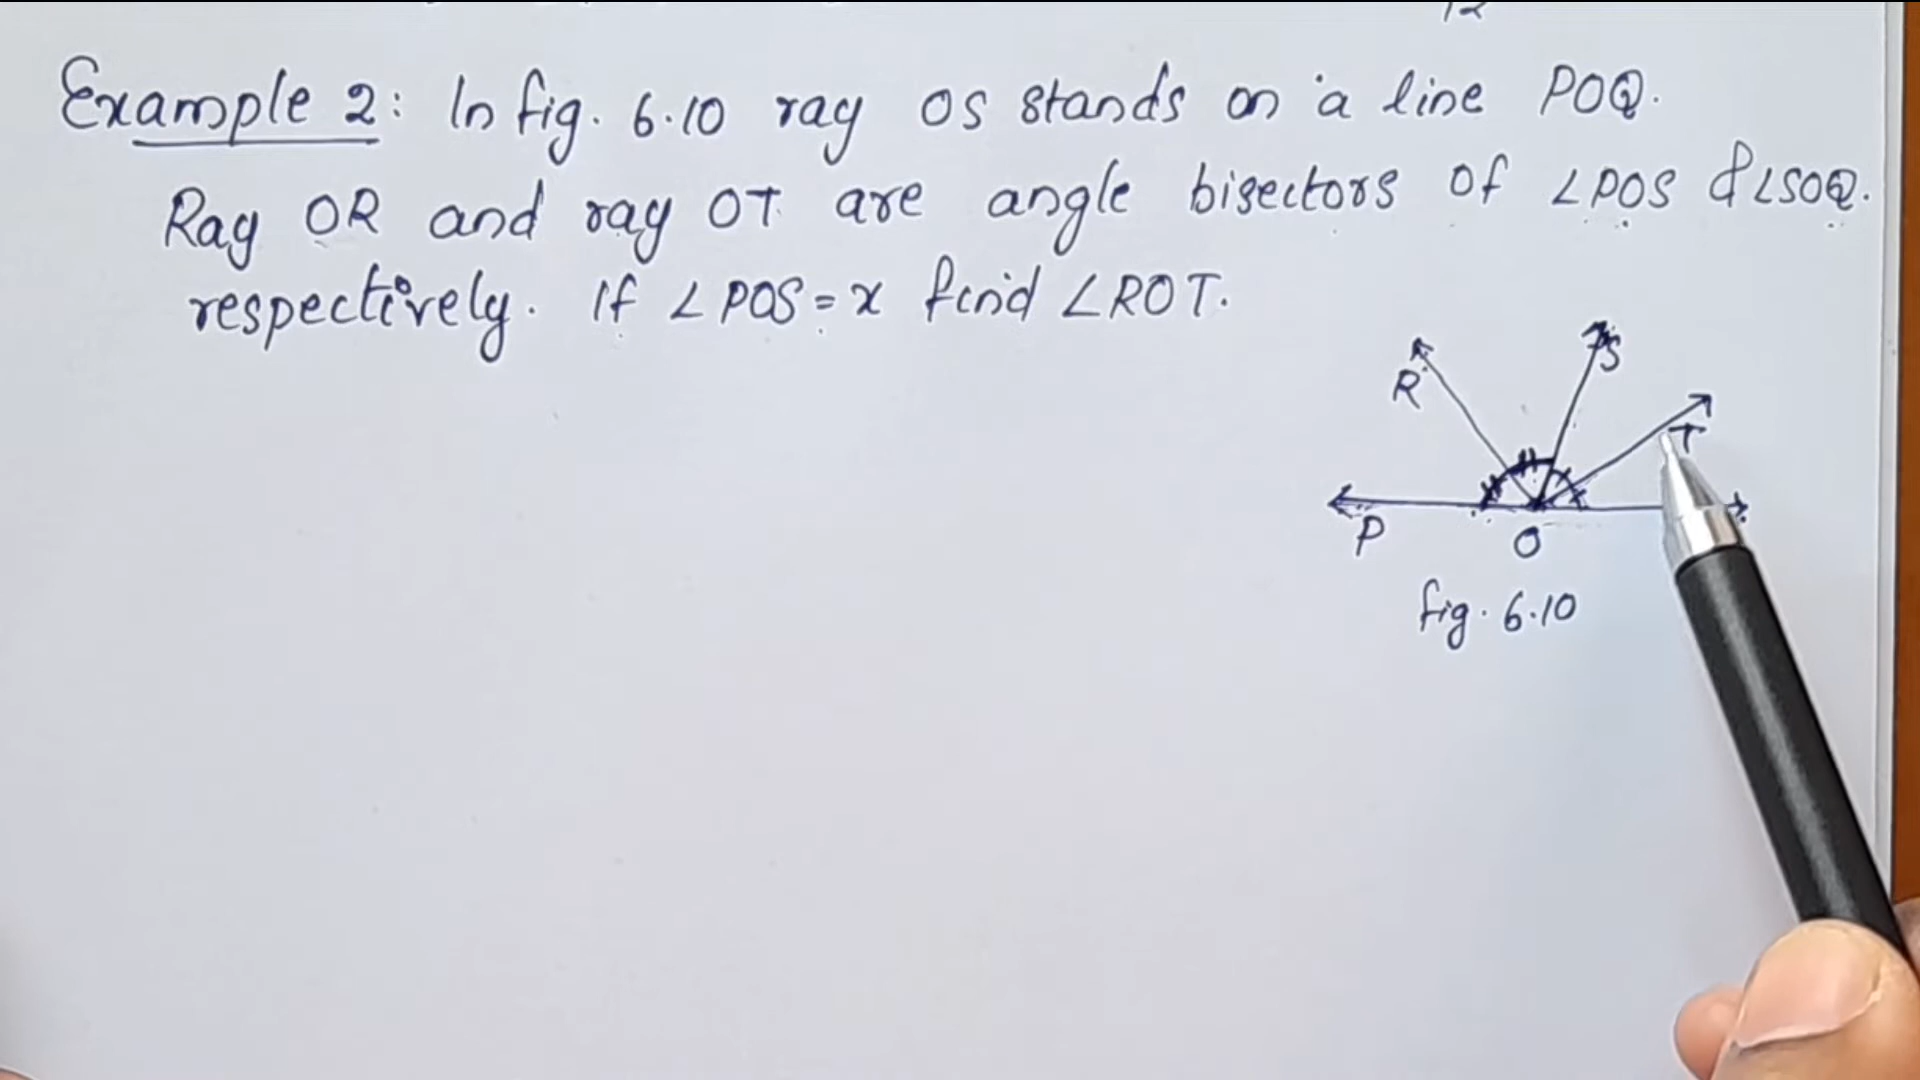 Example 2: In fig. 6.10 ray OS stands on a line POQ.
Ray OR and ray OT are angle bisectors of ∠POS & ∠SOQ.
respectively. If ∠POS = x find ∠ROT.
R
S
T
P
O
fig. 6.10